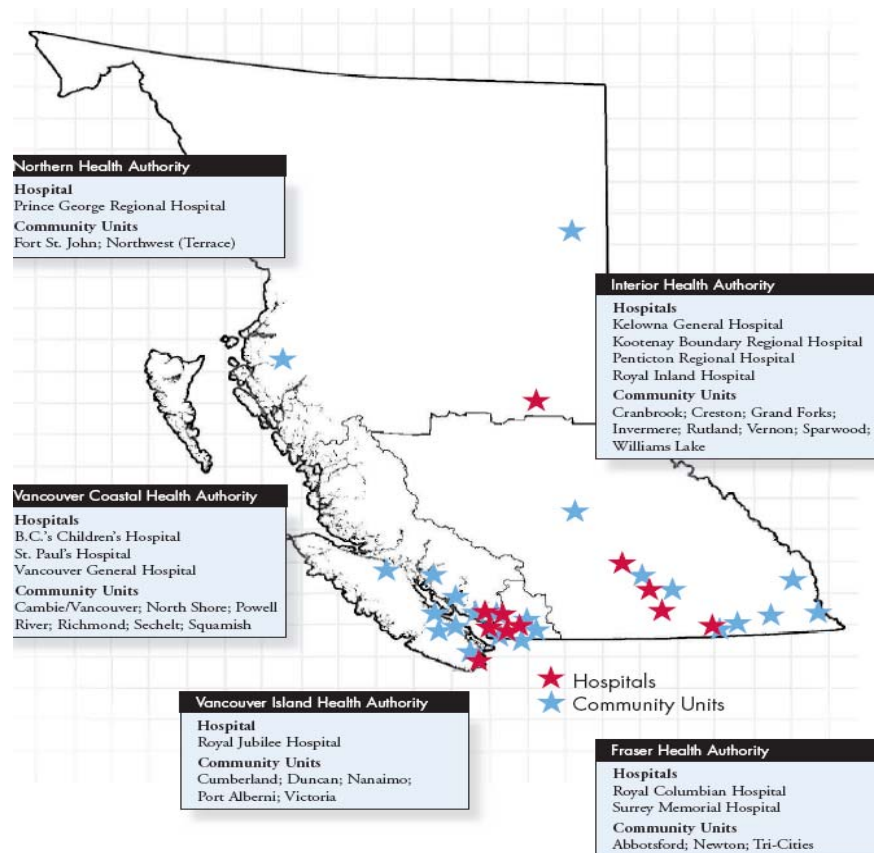 Northern Health Authority
Hospital
Prince George Regional Hospital
Community Units
Fort St. John; Northwest (Terrace)
Interior Health Authority
Hospitals
Kelowna General Hospital
Kootenay Boundary Regional Hospital
Penticton Regional Hospital
Royal Inland Hospital
Community Units
Cranbrook; Creston; Grand Forks;
Invermere; Rutland; Vernon; Sparwood;
Williams Lake
Vancouver Coastal Health Authority
Hospitals
B.C.'s Children's Hospital
St. Paul's Hospital
Vancouver General Hospital
Community Units
Cambie/Vancouver; North Shore; Powell
River; Richmond; Sechelt; Squamish
Hospitals
Community Units
Vancouver Island Health Authority
Hospital
Royal Jubilee Hospital
Community Units
Cumberland; Duncan; Nanaimo;
Port Alberni; Victoria
Fraser Health Authority
Hospitals
Royal Columbian Hospital
Surrey Memorial Hospital
Community Units
Abbotsford; Newton; Tri-Cities